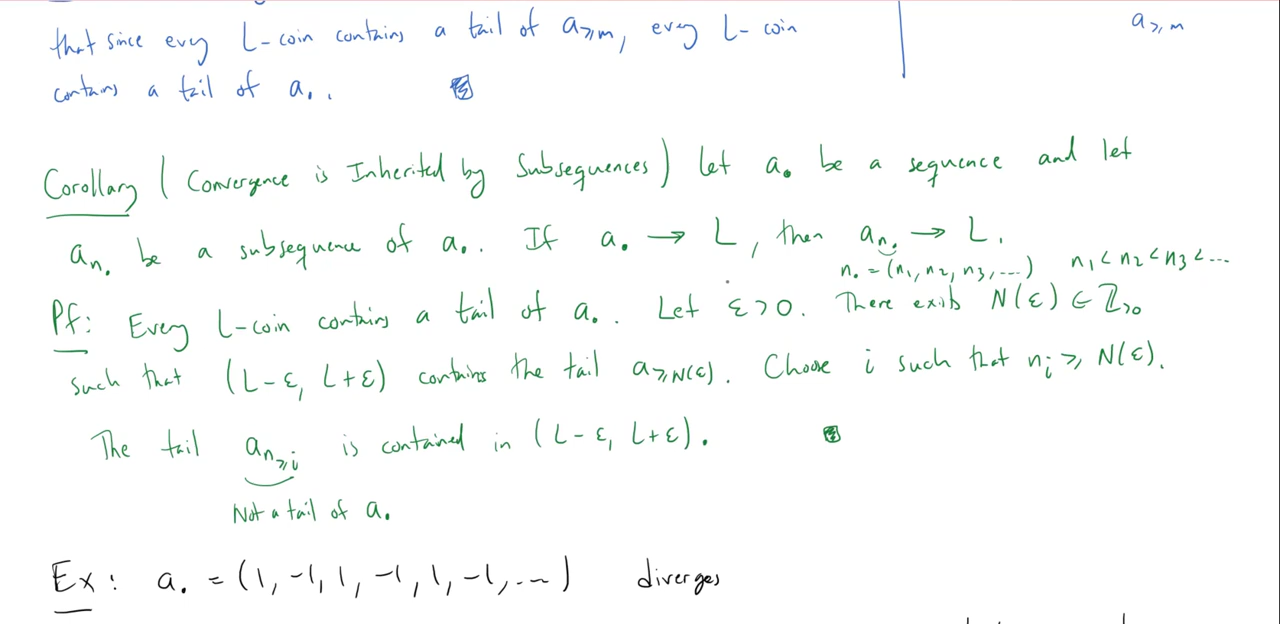 that since every L-coin contains a tail of a≥m, every L-coin
a≥m
contains a tail of a•.
Corollary (Convergence is Inherited by Subsequences) Let a• be a sequence and let
an• be a subsequence of a•. If a• → L, then an• → L.
n• = (n1, n2, n3, ...) n1 < n2 < n3 < ...
Pf: Every L-coin contains a tail of a•. Let ε > 0. There exists N(ε) ∈ ℤ>0
such that (L-ε, L+ε) contains the tail a≥N(ε). Choose i such that ni ≥ N(ε).
The tail an≥i is contained in (L-ε, L+ε).
Not a tail of a•
Ex: a• = (1, -1, 1, -1, 1, -1, ...) diverges